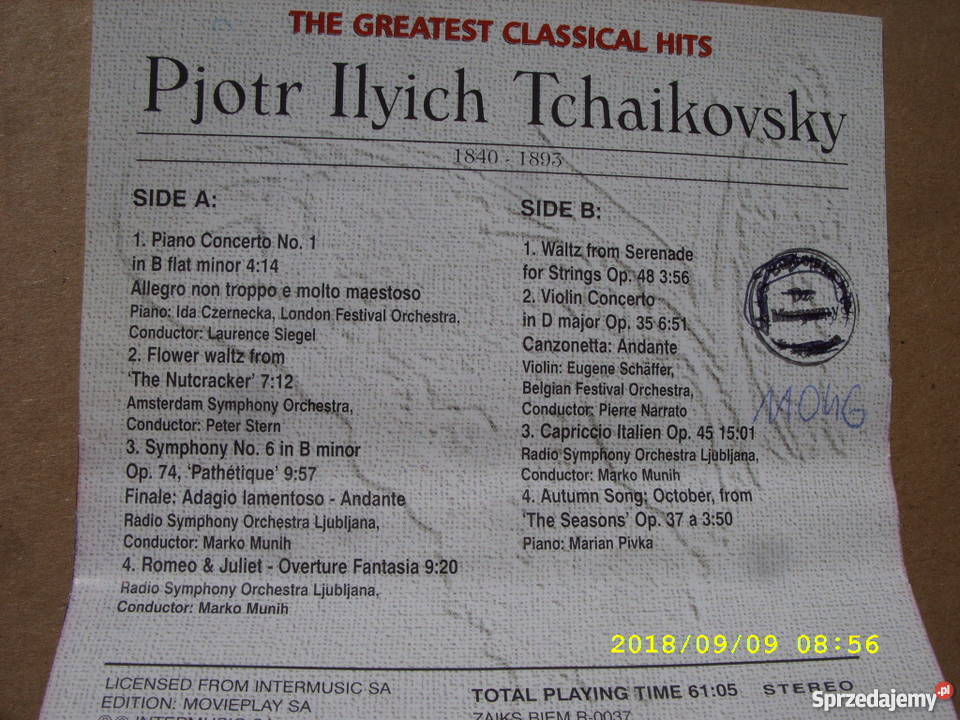 THE GREATEST CLASSICAL HITS
Pjotr Ilyich Tchaikovsky
1840 - 1893
SIDE A:
1. Piano Concerto No. 1
in B flat minor 4:14
Allegro non troppo e molto maestoso
Piano: Ida Czernecka, London Festival Orchestra,
Conductor: Laurence Siegel
2. Flower waltz from
'The Nutcracker' 7:12
Amsterdam Symphony Orchestra,
Conductor: Peter Stern
3. Symphony No. 6 in B minor
Op. 74, 'Pathétique' 9:57
Finale: Adagio lamentoso - Andante
Radio Symphony Orchestra Ljubljana,
Conductor: Marko Munih
4. Romeo & Juliet - Overture Fantasia 9:20
Radio Symphony Orchestra Ljubljana,
Conductor: Marko Munih
SIDE B:
1. Waltz from Serenade
for Strings Op. 48 3:56
2. Violin Concerto
in D major Op. 35 6:51
Canzonetta: Andante
Violin: Eugene Schäffer,
Belgian Festival Orchestra,
Conductor: Pierre Narrato
3. Capriccio Italien Op. 45 15:01
Radio Symphony Orchestra Ljubljana,
Conductor: Marko Munih
4. Autumn Song: October, from
'The Seasons' Op. 37 a 3:50
Piano: Marian Pivka
2018/09/09 08:56
LICENSED FROM INTERMUSIC SA
EDITION: MOVIEPLAY SA
TOTAL PLAYING TIME 61:05 STEREO
ZAIKS BIEM R-0037
Sprzedajemy.pl